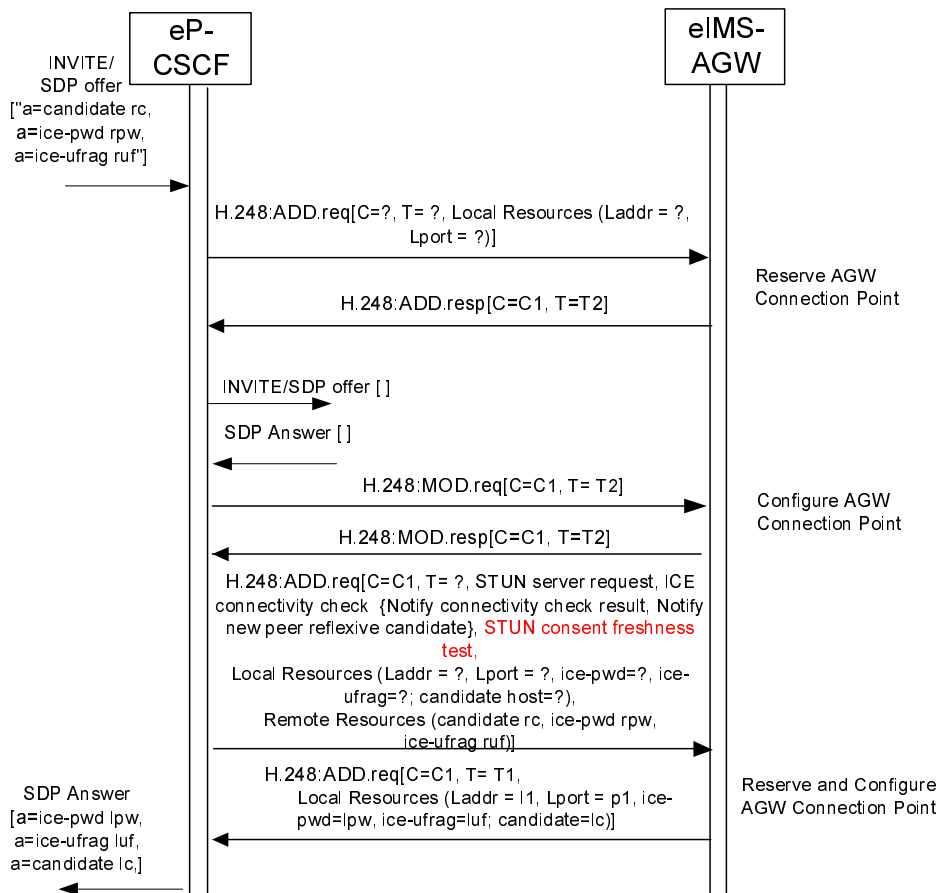 eP-
CSCF
eIMS-
AGW
INVITE/
SDP offer
["a=candidate rc,
a=ice-pwd rpw,
a=ice-ufrag ruf"]
H.248:ADD.req[C=?, T= ?, Local Resources (Laddr = ?,
Lport = ?)]
Reserve AGW
Connection Point
H.248:ADD.resp[C=C1, T=T2]
INVITE/SDP offer [ ]
SDP Answer [ ]
H.248:MOD.req[C=C1, T= T2]
Configure AGW
Connection Point
H.248:MOD.resp[C=C1, T=T2]
H.248:ADD.req[C=C1, T= ?, STUN server request, ICE
connectivity check {Notify connectivity check result, Notify
new peer reflexive candidate}, STUN consent freshness
test,
Local Resources (Laddr = ?, Lport = ?, ice-pwd=?, ice-
ufrag=?; candidate host=?),
Remote Resources (candidate rc, ice-pwd rpw,
ice-ufrag ruf)]
H.248:ADD.req[C=C1, T= T1,
Local Resources (Laddr = l1, Lport = p1, ice-
pwd=lpw, ice-ufrag=luf; candidate=lc)]
Reserve and Configure
AGW Connection Point
SDP Answer
[a=ice-pwd lpw,
a=ice-ufrag luf,
a=candidate lc,]